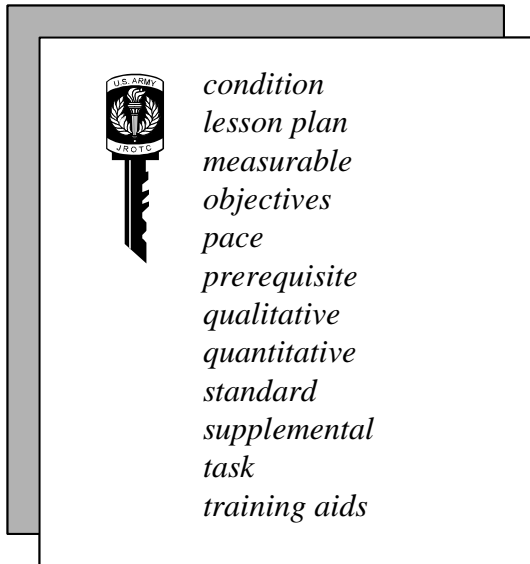 U.S. ARMY
JROTC
condition
lesson plan
measurable
objectives
pace
prerequisite
qualitative
quantitative
standard
supplemental
task
training aids